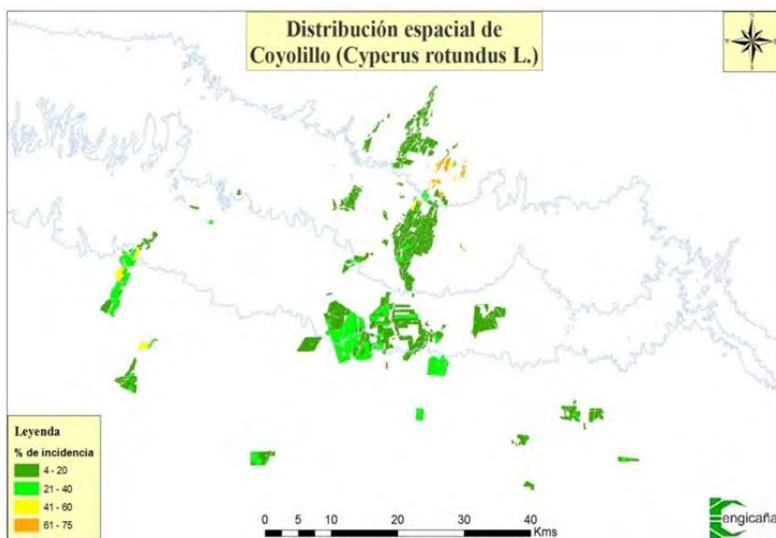 Distribución espacial de
Coyolillo (Cyperus rotundus L.)
N
W E
S
Leyenda
% de incidencia
4 - 20
21 - 40
41 - 60
61 - 75
0 5 10 20 30 40
Kms
engicaña